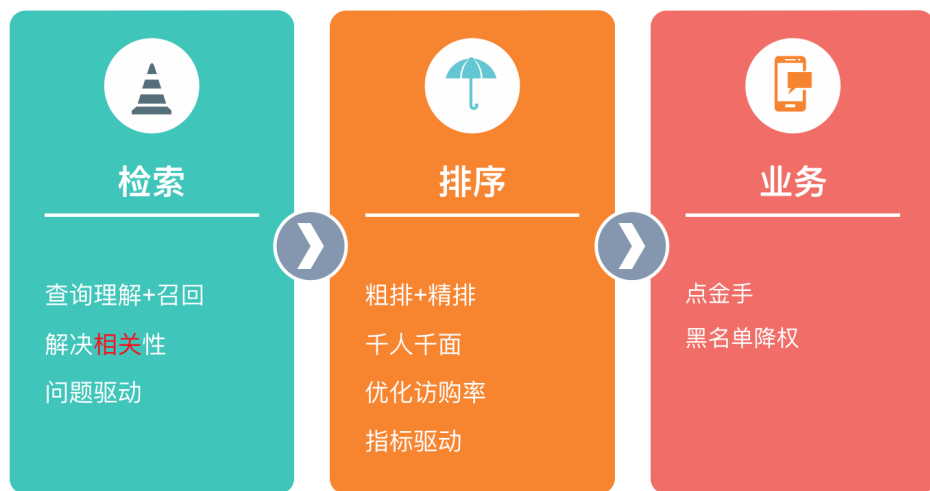 检索
查询理解+召回
解决相关性
问题驱动
排序
粗排+精排
千人千面
优化访购率
指标驱动
业务
点金手
黑名单降权